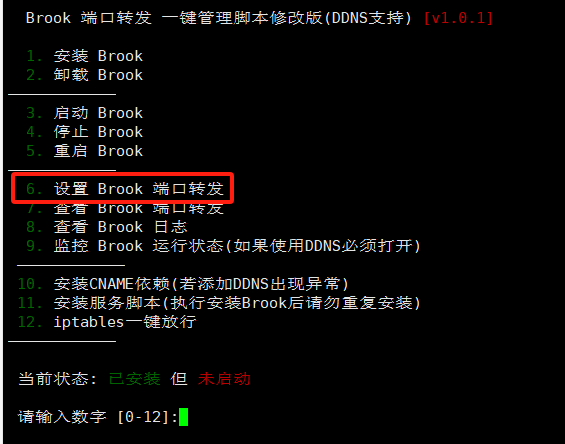 Brook 端口转发 一键管理脚本修改版(DDNS支持) [v1.0.1]
1. 安装 Brook
2. 卸载 Brook
3. 启动 Brook
4. 停止 Brook
5. 重启 Brook
6. 设置 Brook 端口转发
7. 查看 Brook 端口转发
8. 查看 Brook 日志
9. 监控 Brook 运行状态(如果使用DDNS必须打开)
10. 安装CNAME依赖(若添加DDNS出现异常)
11. 安装服务脚本(执行安装Brook后请勿重复安装)
12. iptables一键放行
当前状态: 已安装 但 未启动
请输入数字 [0-12]: